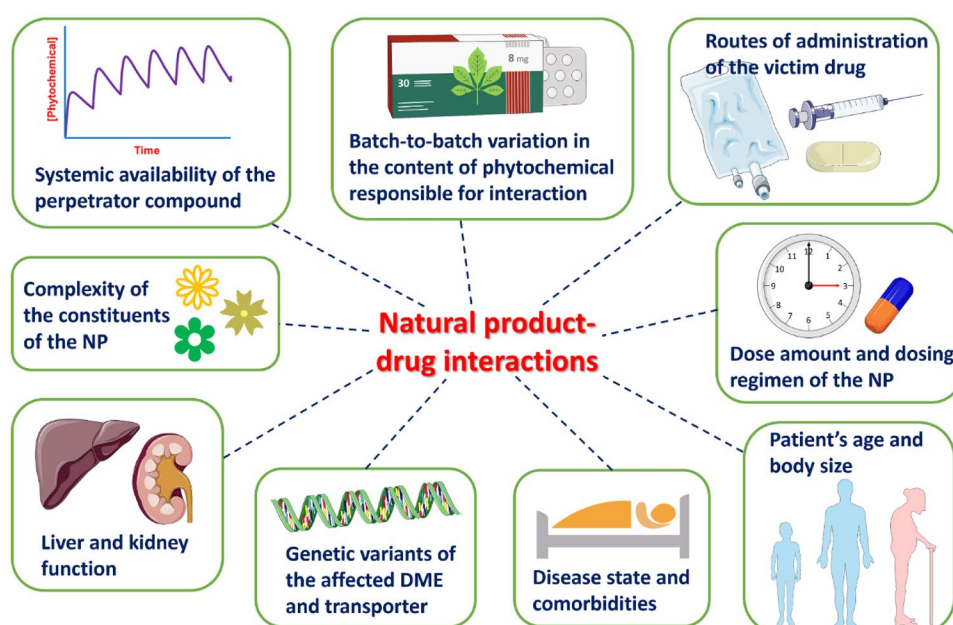 [Phytochemical]
Time
Systemic availability of the
perpetrator compound
30
8 mg
Batch-to-batch variation in
the content of phytochemical
responsible for interaction
Routes of administration
of the victim drug
Complexity of
the constituents
of the NP
Natural product-
drug interactions
12
1
2
3
4
5
6
7
8
9
10
11
Dose amount and dosing
regimen of the NP
Liver and kidney
function
Genetic variants of
the affected DME
and transporter
Disease state and
comorbidities
Patient's age and
body size